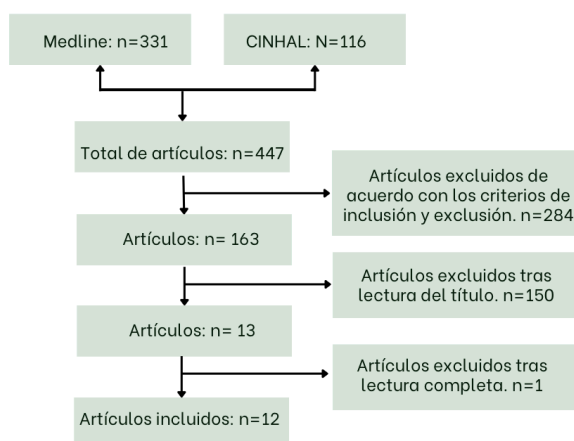 Medline: n=331
CINHAL: N=116
Total de artículos: n=447
Artículos excluidos de
acuerdo con los criterios de
inclusión y exclusión. n=284
Artículos: n= 163
Artículos excluidos tras
lectura del título. n=150
Artículos: n= 13
Artículos excluidos tras
lectura completa. n=1
Artículos incluidos: n=12